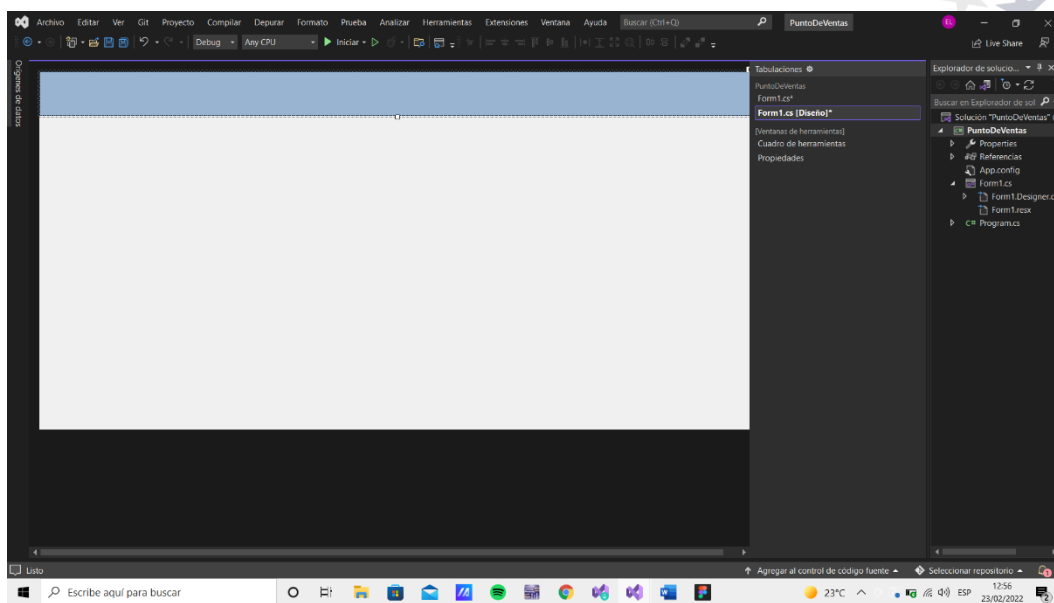 Archivo Editar Ver Git Proyecto Compilar Depurar Formato Prueba Analizar Herramientas Extensiones Ventana Ayuda Buscar (Ctrl+Q) PuntoDeVentas EL
Debug Any CPU Iniciar Live Share
Orígenes de datos
Tabulaciones
PuntoDeVentas
Form1.cs*
Form1.cs [Diseño]*
[Ventanas de herramientas]
Cuadro de herramientas
Propiedades
Explorador de solucio...
Buscar en Explorador de sol
Solución "PuntoDeVentas"
PuntoDeVentas
Properties
Referencias
App.config
Form1.cs
Form1.Designer.c
Form1.resx
C# Program.cs
Listo Agregar al control de código fuente Seleccionar repositorio
Escribe aquí para buscar 23°C ESP 12:56
23/02/2022